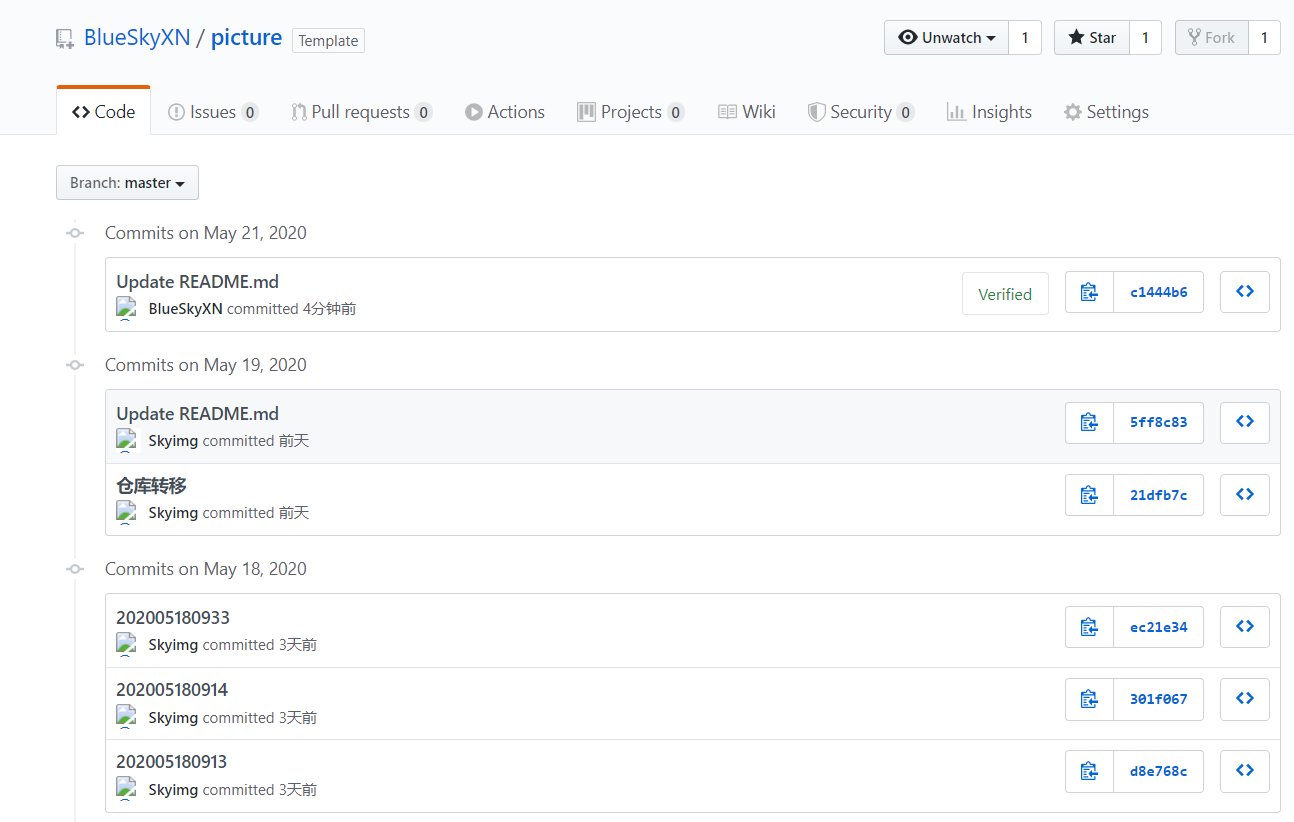 BlueSkyXN / picture Template
Unwatch 1 Star 1 Fork 1
Code Issues 0 Pull requests 0 Actions Projects 0 Wiki Security 0 Insights Settings
Branch: master
Commits on May 21, 2020
Update README.md
BlueSkyXN committed 4分钟前
Verified c1444b6
Commits on May 19, 2020
Update README.md
Skyimg committed 前天
5ff8c83
仓库转移
Skyimg committed 前天
21dfb7c
Commits on May 18, 2020
202005180933
Skyimg committed 3天前
ec21e34
202005180914
Skyimg committed 3天前
301f067
202005180913
Skyimg committed 3天前
d8e768c